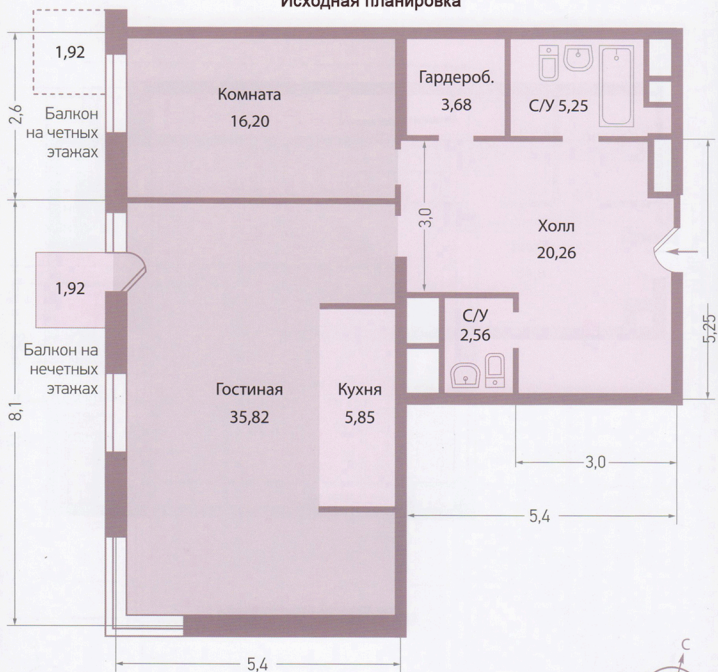 Исходная планировка
1,92
Балкон
на четных
этажах
2,6
Комната
16,20
Гардероб.
3,68
С/У 5,25
3,0
Холл
20,26
1,92
Балкон на
нечетных
этажах
8,1
С/У
2,56
5,25
Гостиная
35,82
Кухня
5,85
3,0
5,4
5,4
С